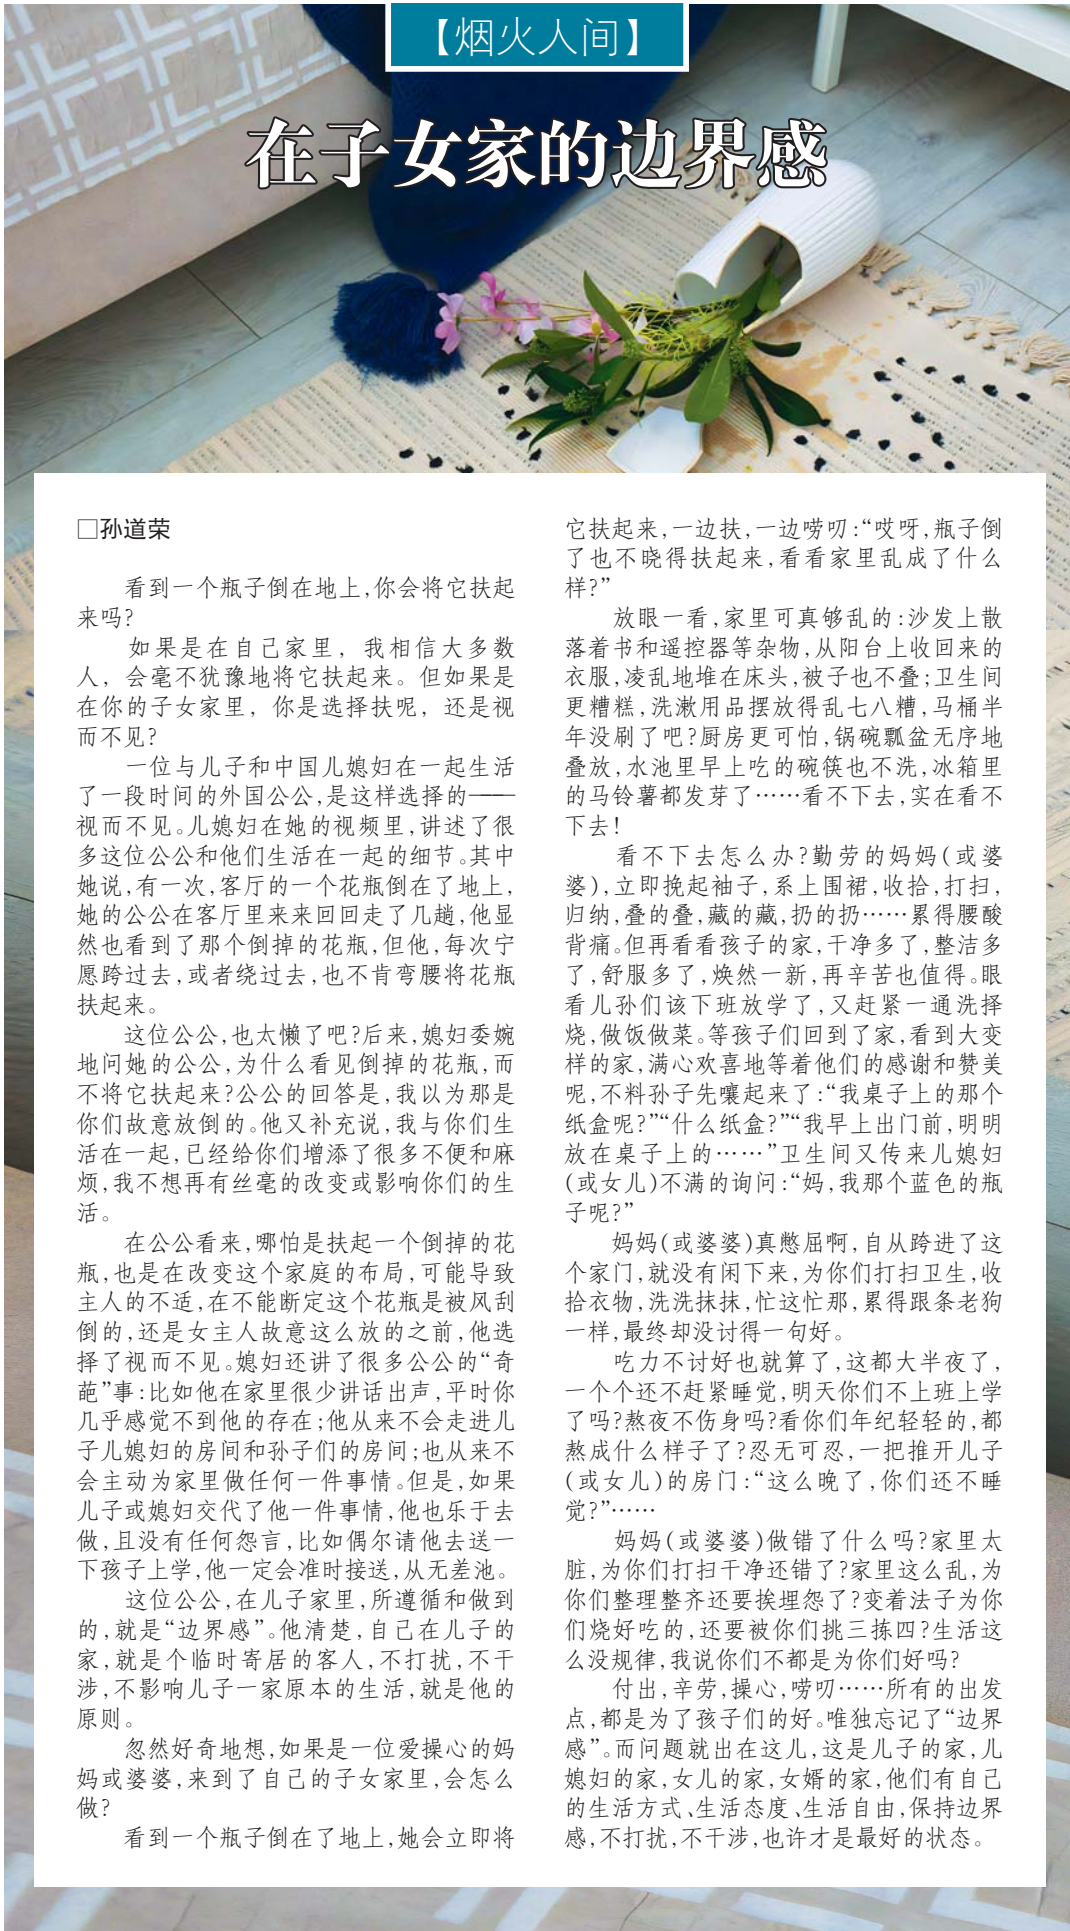 【烟火人间】
在子女家的边界感
□孙道荣
看到一个瓶子倒在地上,你会将它扶起
来吗?
如果是在自己家里，我相信大多数
人，会毫不犹豫地将它扶起来。但如果是
在你的子女家里，你是选择扶呢，还是视
而不见?
一位与儿子和中国儿媳妇在一起生活
了一段时间的外国公公,是这样选择的——
视而不见。儿媳妇在她的视频里,讲述了很
多这位公公和他们生活在一起的细节。其中
她说,有一次,客厅的一个花瓶倒在了地上,
她的公公在客厅里来来回回走了几趟,他显
然也看到了那个倒掉的花瓶,但他,每次宁
愿跨过去,或者绕过去,也不肯弯腰将花瓶
扶起来。
这位公公,也太懒了吧?后来,媳妇委婉
地问她的公公,为什么看见倒掉的花瓶,而
不将它扶起来?公公的回答是,我以为那是
你们故意放倒的。他又补充说,我与你们生
活在一起,已经给你们增添了很多不便和麻
烦,我不想再有丝毫的改变或影响你们的生
活。
在公公看来,哪怕是扶起一个倒掉的花
瓶,也是在改变这个家庭的布局,可能导致
主人的不适,在不能断定这个花瓶是被风刮
倒的,还是女主人故意这么放的之前,他选
择了视而不见。媳妇还讲了很多公公的“奇
葩”事:比如他在家里很少讲话出声,平时你
几乎感觉不到他的存在;他从来不会走进儿
子儿媳妇的房间和孙子们的房间;也从来不
会主动为家里做任何一件事情。但是,如果
儿子或媳妇交代了他一件事情,他也乐于去
做,且没有任何怨言,比如偶尔请他去送一
下孩子上学,他一定会准时接送,从无差池。
这位公公,在儿子家里,所遵循和做到
的,就是“边界感”。他清楚,自己在儿子的
家,就是个临时寄居的客人,不打扰,不干
涉,不影响儿子一家原本的生活,就是他的
原则。
忽然好奇地想,如果是一位爱操心的妈
妈或婆婆,来到了自己的子女家里,会怎么
做?
看到一个瓶子倒在了地上,她会立即将
它扶起来,一边扶,一边唠叨:“哎呀,瓶子倒
了也不晓得扶起来,看看家里乱成了什么
样?”
放眼一看,家里可真够乱的:沙发上散
落着书和遥控器等杂物,从阳台上收回来的
衣服,凌乱地堆在床头,被子也不叠;卫生间
更糟糕,洗漱用品摆放得乱七八糟,马桶半
年没刷了吧?厨房更可怕,锅碗瓢盆无序地
叠放,水池里早上吃的碗筷也不洗,冰箱里
的马铃薯都发芽了……看不下去,实在看不
下去!
看不下去怎么办?勤劳的妈妈(或婆
婆),立即挽起袖子,系上围裙,收拾,打扫,
归纳,叠的叠,藏的藏,扔的扔……累得腰酸
背痛。但再看看孩子的家,干净多了,整洁多
了,舒服多了,焕然一新,再辛苦也值得。眼
看儿孙们该下班放学了,又赶紧一通洗择
烧,做饭做菜。等孩子们回到了家,看到大变
样的家,满心欢喜地等着他们的感谢和赞美
呢,不料孙子先嚷起来了:“我桌子上的那个
纸盒呢?”“什么纸盒?”“我早上出门前,明明
放在桌子上的……”卫生间又传来儿媳妇
(或女儿)不满的询问:“妈,我那个蓝色的瓶
子呢?”
妈妈(或婆婆)真憋屈啊,自从跨进了这
个家门,就没有闲下来,为你们打扫卫生,收
拾衣物,洗洗抹抹,忙这忙那,累得跟条老狗
一样,最终却没讨得一句好。
吃力不讨好也就算了,这都大半夜了,
一个个还不赶紧睡觉,明天你们不上班上学
了吗?熬夜不伤身吗?看你们年纪轻轻的,都
熬成什么样子了?忍无可忍,一把推开儿子
(或女儿)的房门:“这么晚了,你们还不睡
觉?”……
妈妈(或婆婆)做错了什么吗?家里太
脏,为你们打扫干净还错了?家里这么乱,为
你们整理整齐还要挨埋怨了?变着法子为你
们烧好吃的,还要被你们挑三拣四?生活这
么没规律,我说你们不都是为你们好吗?
付出,辛劳,操心,唠叨……所有的出发
点,都是为了孩子们的好。唯独忘记了“边界
感”。而问题就出在这儿,这是儿子的家,儿
媳妇的家,女儿的家,女婿的家,他们有自己
的生活方式、生活态度、生活自由,保持边界
感,不打扰,不干涉,也许才是最好的状态。